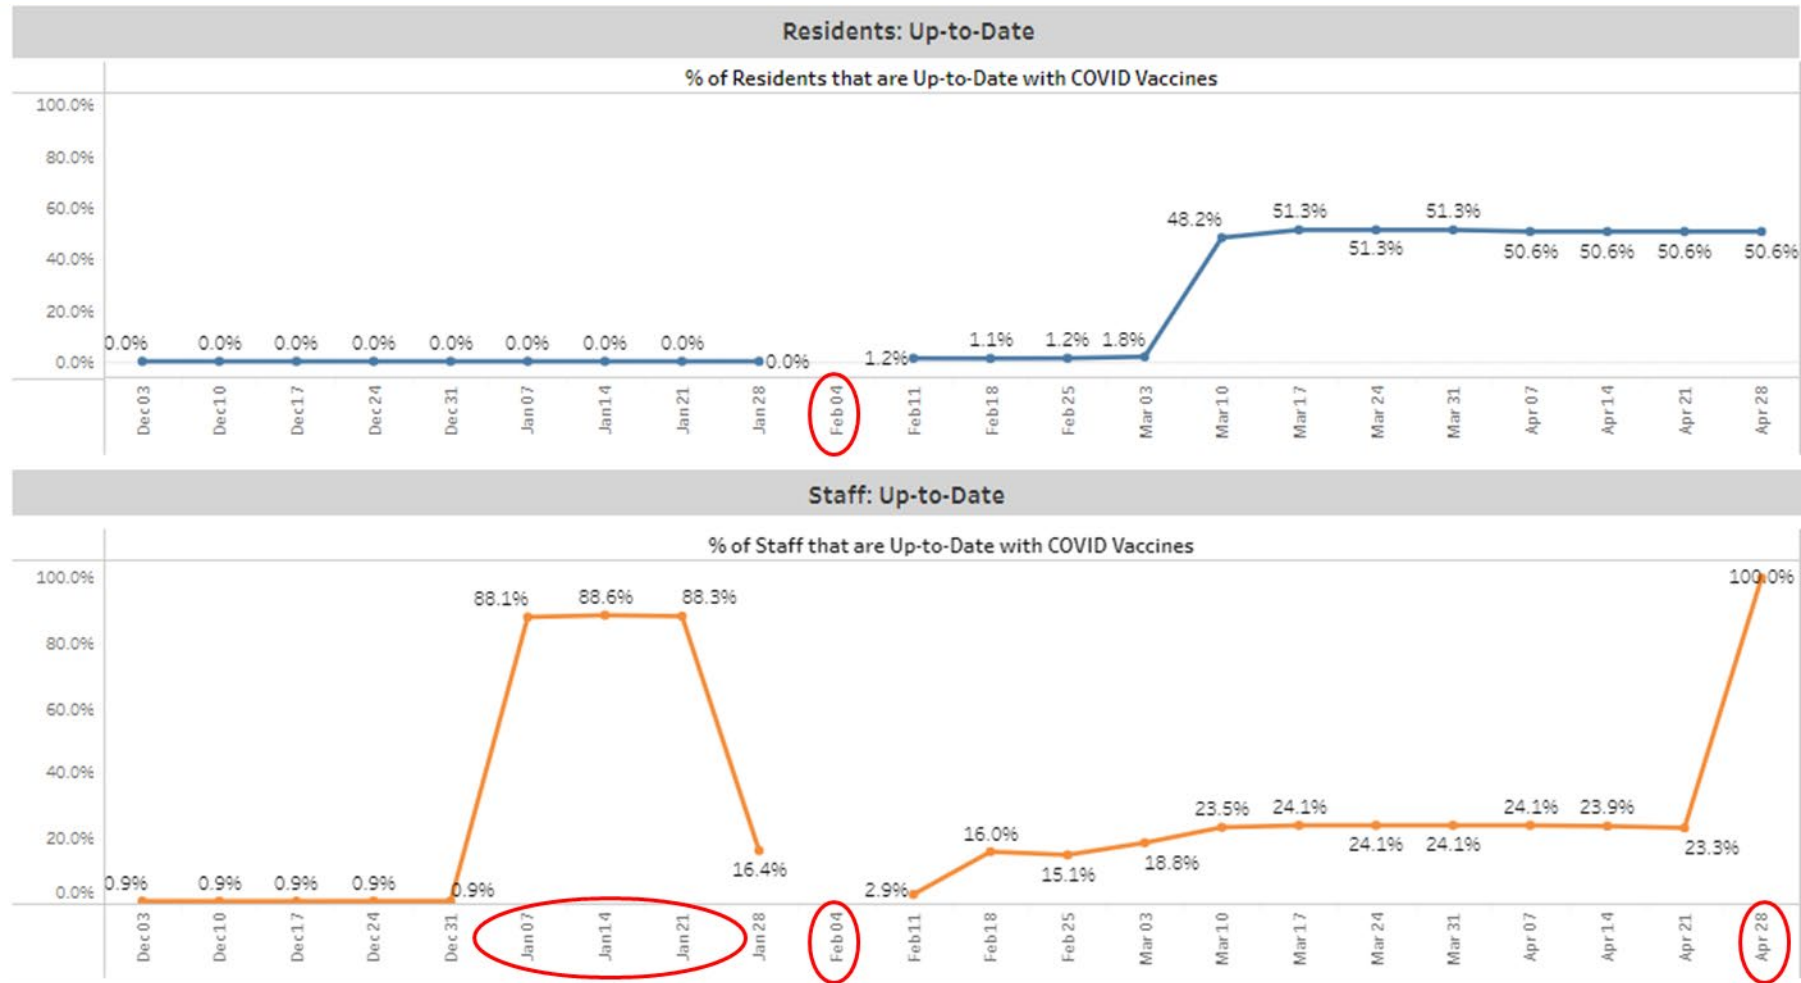 Residents: Up-to-Date
% of Residents that are Up-to-Date with COVID Vaccines
100.0%
80.0%
60.0%
40.0%
20.0%
0.0%
0.0% 0.0% 0.0% 0.0% 0.0% 0.0% 0.0% 0.0% 0.0% 1.2% 1.1% 1.2% 1.8% 48.2% 51.3% 51.3% 51.3% 50.6% 50.6% 50.6% 50.6%
Dec 03 Dec 10 Dec 17 Dec 24 Dec 31 Jan 07 Jan 14 Jan 21 Jan 28 Feb 04 Feb 11 Feb 18 Feb 25 Mar 03 Mar 10 Mar 17 Mar 24 Mar 31 Apr 07 Apr 14 Apr 21 Apr 28
Staff: Up-to-Date
% of Staff that are Up-to-Date with COVID Vaccines
100.0%
80.0%
60.0%
40.0%
20.0%
0.0%
0.9% 0.9% 0.9% 0.9% 0.9% 88.1% 88.6% 88.3% 16.4% 2.9% 16.0% 15.1% 18.8% 23.5% 24.1% 24.1% 24.1% 24.1% 23.9% 23.3% 100.0%
Dec 03 Dec 10 Dec 17 Dec 24 Dec 31 Jan 07 Jan 14 Jan 21 Jan 28 Feb 04 Feb 11 Feb 18 Feb 25 Mar 03 Mar 10 Mar 17 Mar 24 Mar 31 Apr 07 Apr 14 Apr 21 Apr 28